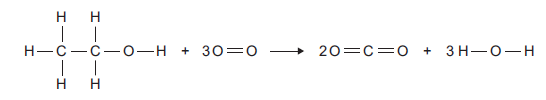 H H
H—C—C—O—H + 3O=O ⟶ 2O=C=O + 3H—O—H
H H